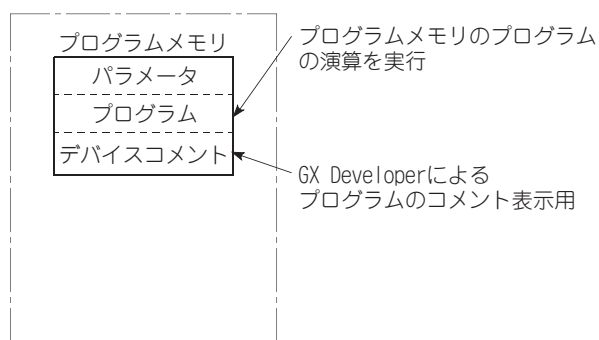 プログラムメモリ
パラメータ
プログラム
デバイスコメント
プログラムメモリのプログラム
の演算を実行
GX Developerによる
プログラムのコメント表示用